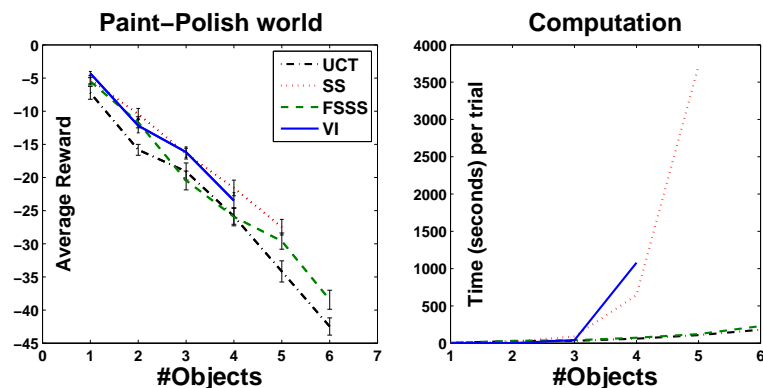 Paint−Polish world
Average Reward
0
−5
−10
−15
−20
−25
−30
−35
−40
−45
0 1 2 3 4 5 6 7
#Objects
UCT
SS
FSSS
VI
Computation
Time (seconds) per trial
4000
3500
3000
2500
2000
1500
1000
500
0
1 2 3 4 5 6
#Objects